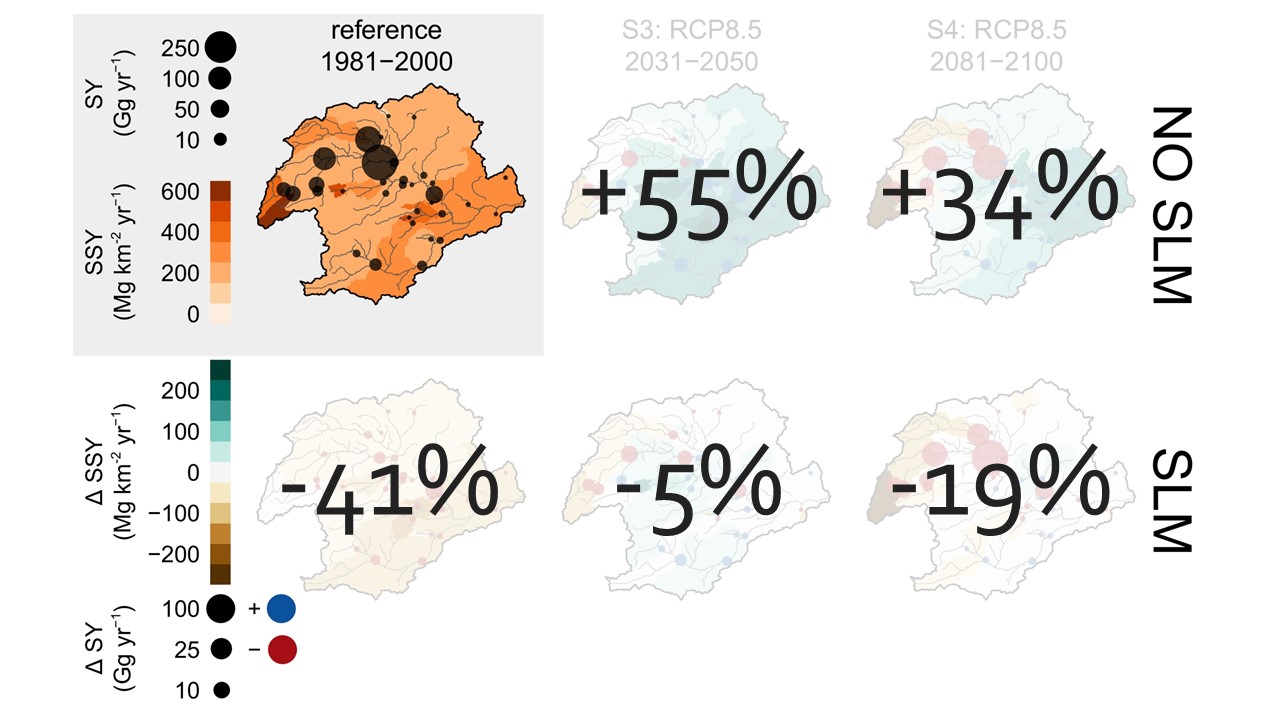 reference
1981−2000
S3: RCP8.5
2031−2050
S4: RCP8.5
2081−2100
SY
(Gg yr⁻¹)
250
100
50
10
SSY
(Mg km⁻² yr⁻¹)
600
400
200
0
+55%
+34%
NO SLM
Δ SSY
(Mg km⁻² yr⁻¹)
200
100
0
−100
−200
-41%
-5%
-19%
SLM
Δ SY
(Gg yr⁻¹)
100
+
25
−
10